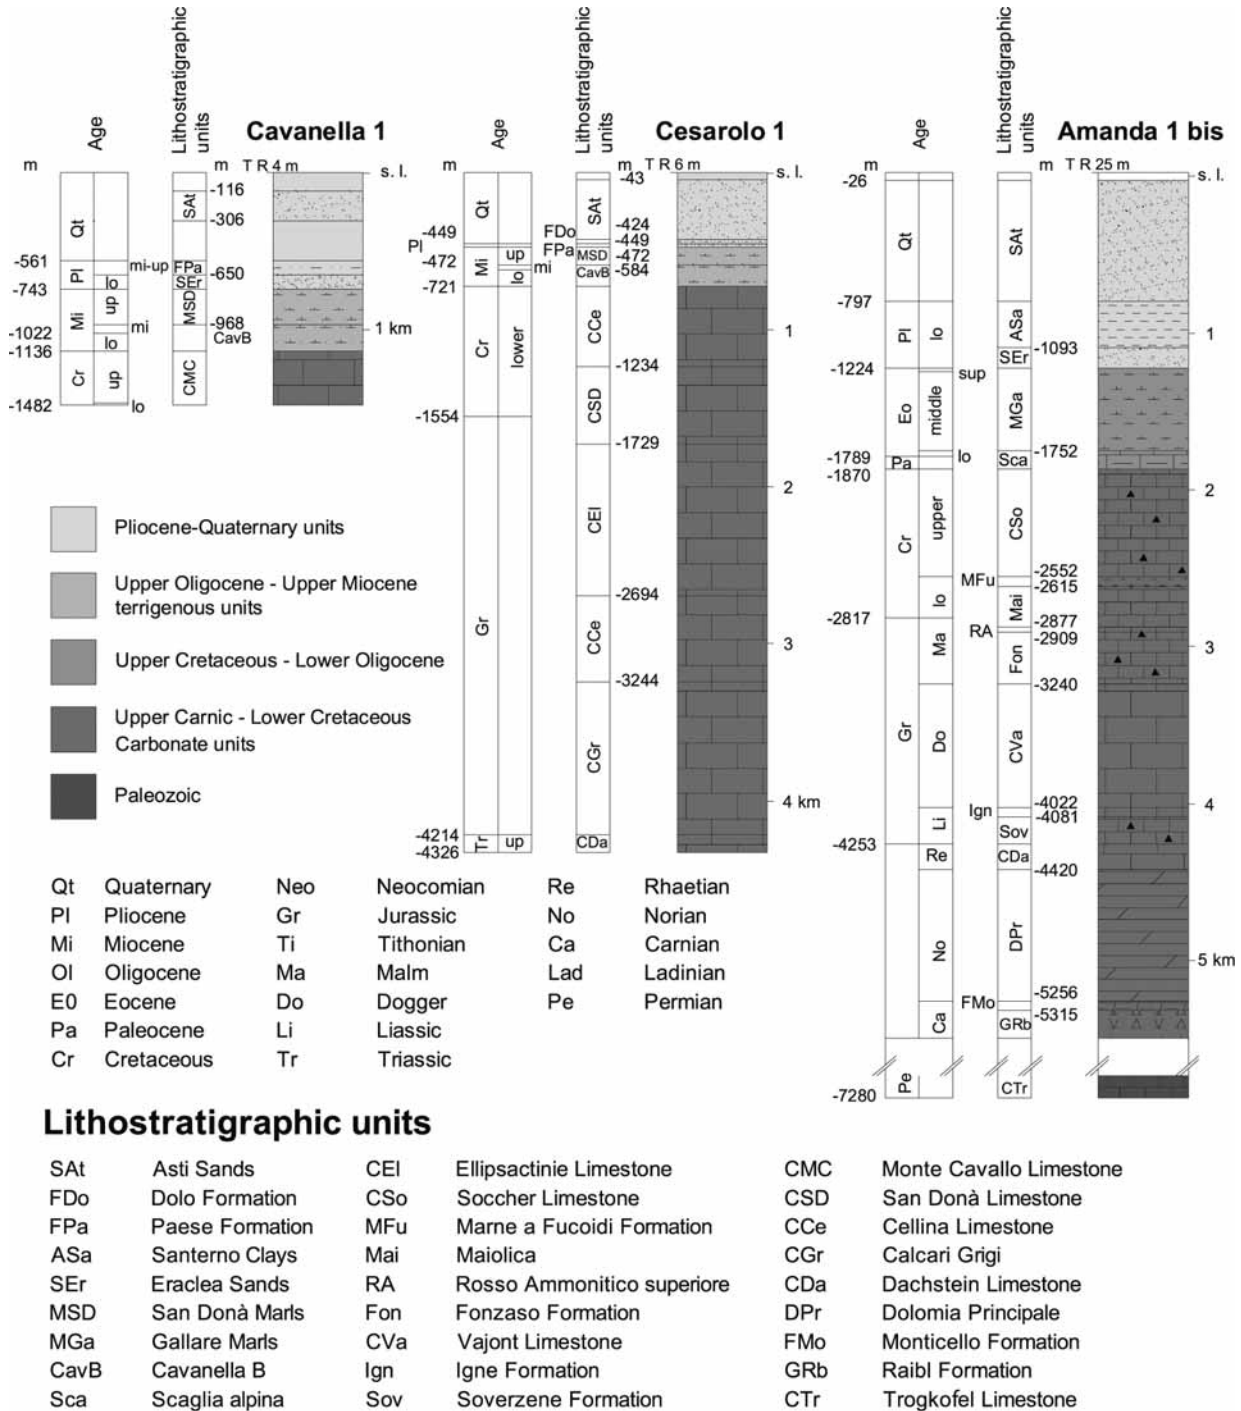 Age
Lithostratigraphic
units
Cavanella 1
m
m
T R 4 m
s. l.
-116
SAt
-306
Qt
-561
mi-up
FPa
-650
Pl
lo
SEr
-743
up
MSD
Mi
-968
mi
1 km
-1022
CavB
lo
-1136
Cr
up
CMC
-1482
lo
Age
Lithostratigraphic
units
Cesarolo 1
m
m
T R 6 m
s. l.
-43
Qt
SAt
-424
-449
FDo
-449
Pl
FPa
up
MSD
-472
-472
Mi
mi
CavB
-584
lo
-721
Cr
lower
CCe
1
-1234
CSD
-1554
-1729
2
CEl
-2694
Gr
CCe
3
-3244
CGr
4 km
-4214
Tr
up
CDa
-4326
Age
Lithostratigraphic
units
Amanda 1 bis
m
m
T R 25 m
s. l.
-26
Qt
SAt
-797
Pl
lo
ASa
1
-1093
SEr
-1224
sup
Eo
middle
MGa
-1752
-1789
lo
Sca
Pa
-1870
2
Cr
upper
CSo
-2552
MFu
-2615
lo
Mai
-2817
-2877
RA
-2909
3
Ma
Fon
-3240
Gr
Do
CVa
-4022
4
Ign
-4081
Li
Sov
-4253
Re
CDa
-4420
No
DPr
5 km
-5256
FMo
-5315
Ca
GRb
Pe
CTr
-7280
Pliocene-Quaternary units
Upper Oligocene - Upper Miocene
terrigenous units
Upper Cretaceous - Lower Oligocene
Upper Carnic - Lower Cretaceous
Carbonate units
Paleozoic
Qt Quaternary Neo Neocomian Re Rhaetian
Pl Pliocene Gr Jurassic No Norian
Mi Miocene Ti Tithonian Ca Carnian
Ol Oligocene Ma Malm Lad Ladinian
E0 Eocene Do Dogger Pe Permian
Pa Paleocene Li Liassic
Cr Cretaceous Tr Triassic
Lithostratigraphic units
SAt Asti Sands CEl Ellipsactinie Limestone CMC Monte Cavallo Limestone
FDo Dolo Formation CSo Soccher Limestone CSD San Donà Limestone
FPa Paese Formation MFu Marne a Fucoidi Formation CCe Cellina Limestone
ASa Santerno Clays Mai Maiolica CGr Calcari Grigi
SEr Eraclea Sands RA Rosso Ammonitico superiore CDa Dachstein Limestone
MSD San Donà Marls Fon Fonzaso Formation DPr Dolomia Principale
MGa Gallare Marls CVa Vajont Limestone FMo Monticello Formation
CavB Cavanella B Ign Igne Formation GRb Raibl Formation
Sca Scaglia alpina Sov Soverzene Formation CTr Trogkofel Limestone